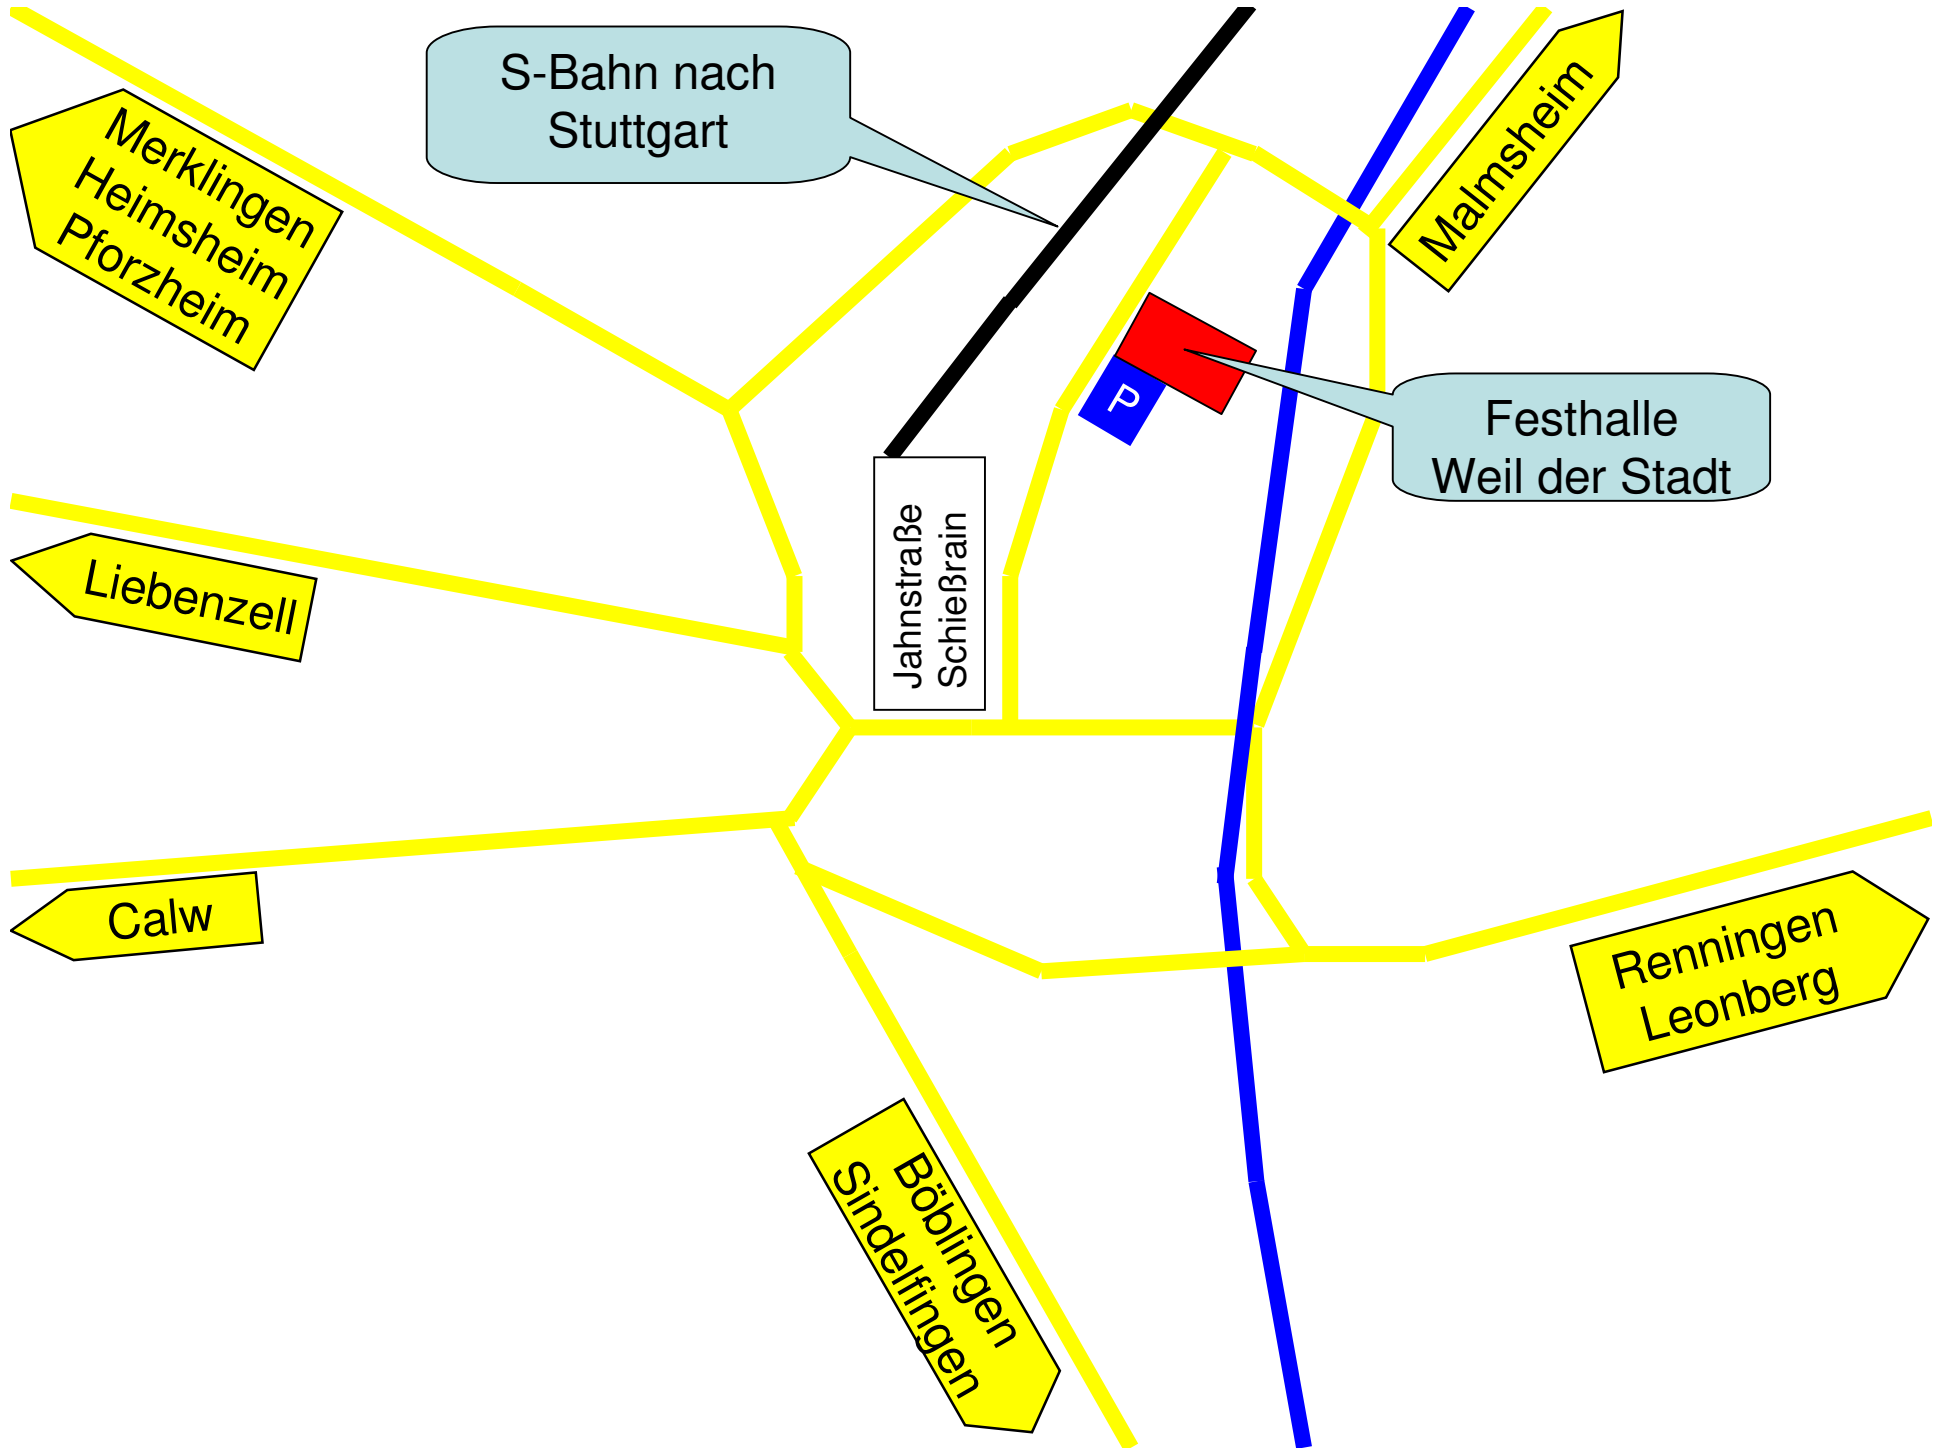 S-Bahn nach
Stuttgart
Malmsheim
Merklingen
Heimsheim
Pforzheim
P
Festhalle
Weil der Stadt
Jahnstraße
Schießrain
Liebenzell
Calw
Renningen
Leonberg
Böblingen
Sindelfingen